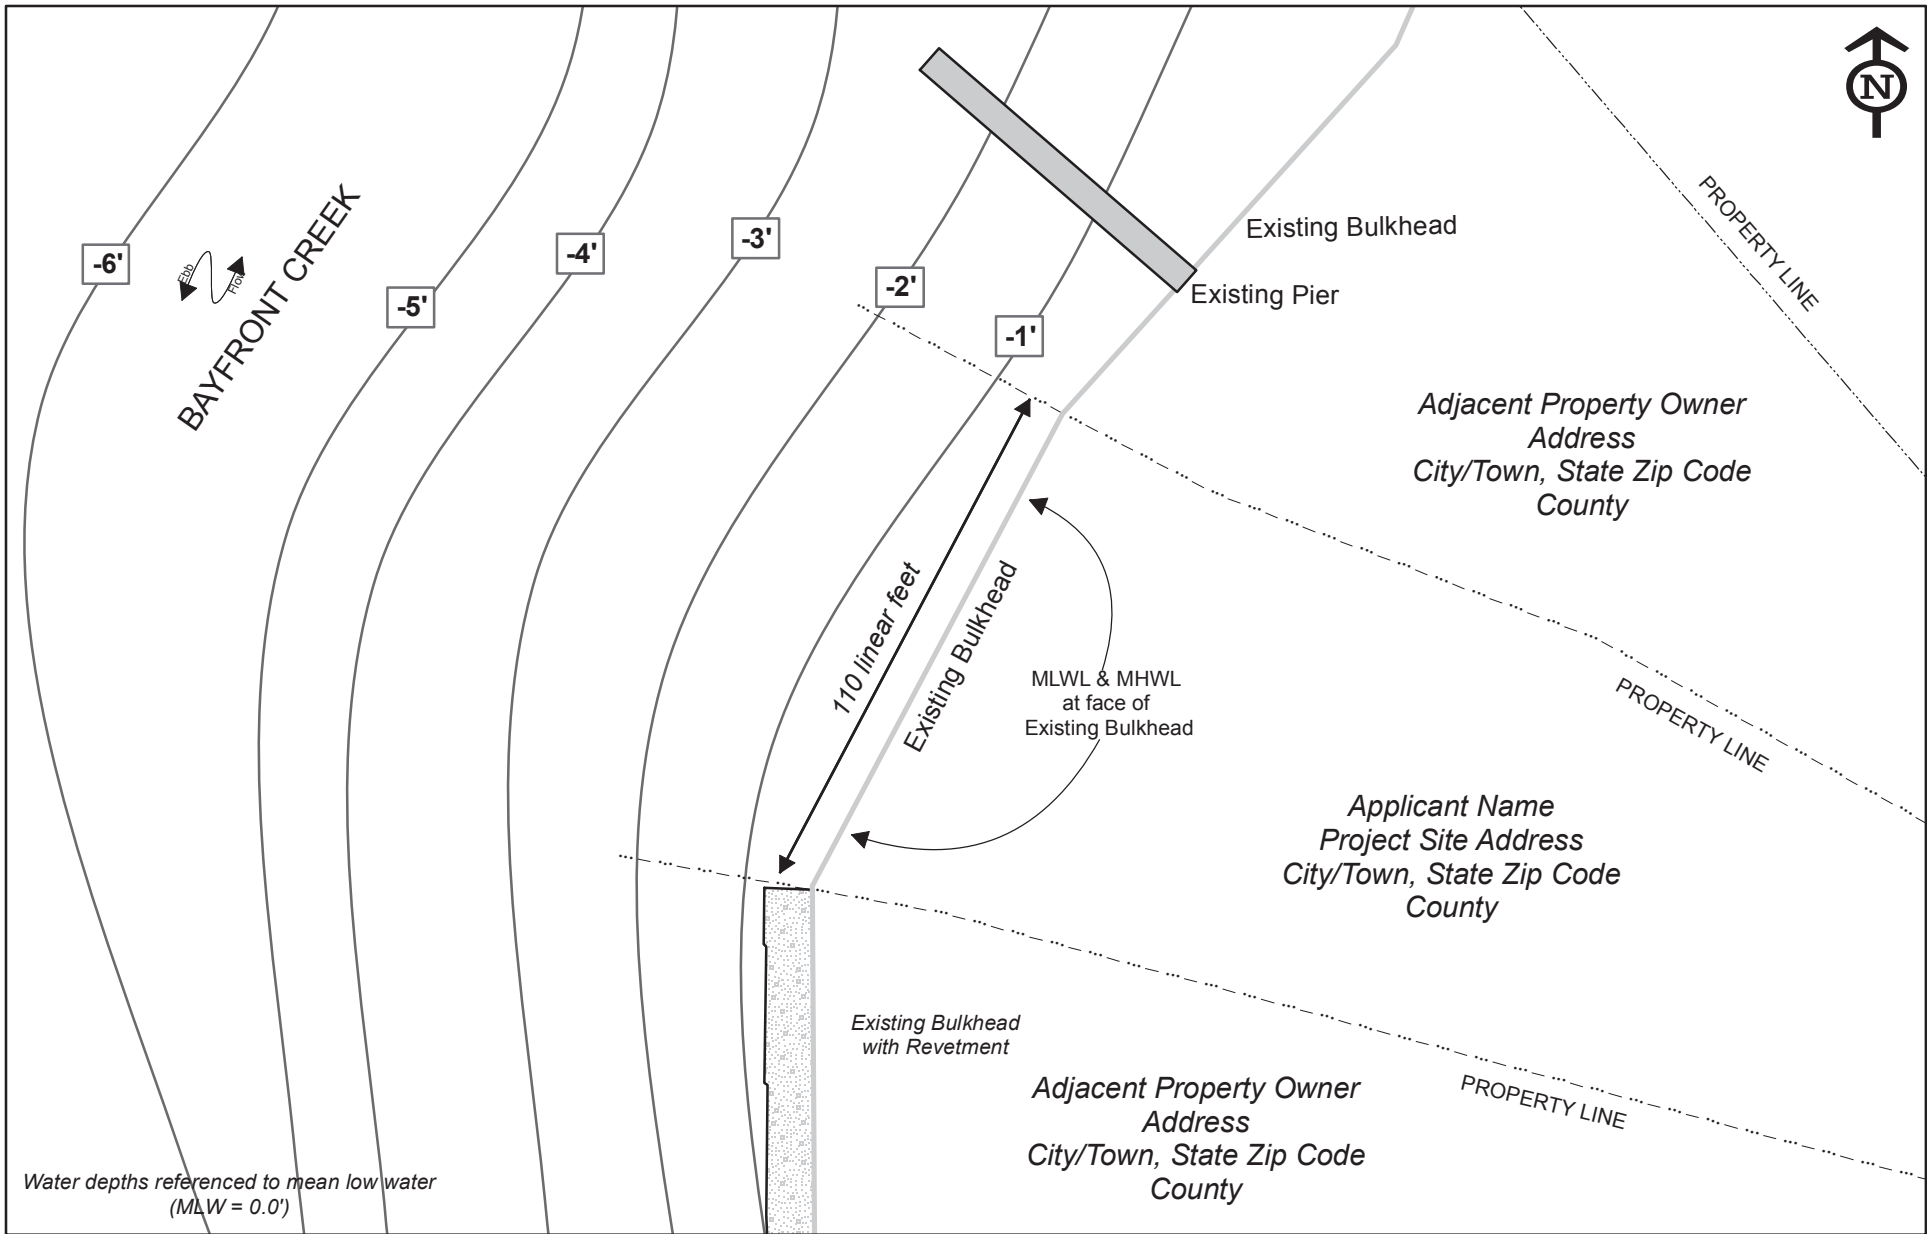 N
PROPERTY LINE
Existing Bulkhead
-6'
-4'
-3'
-2'
-5'
-1'
Ebb
Flow
BAYFRONT CREEK
Existing Pier
Adjacent Property Owner
Address
City/Town, State Zip Code
County
110 linear feet
Existing Bulkhead
MLWL & MHWL
at face of
Existing Bulkhead
PROPERTY LINE
Applicant Name
Project Site Address
City/Town, State Zip Code
County
Existing Bulkhead
with Revetment
Adjacent Property Owner
Address
City/Town, State Zip Code
County
PROPERTY LINE
Water depths referenced to mean low water
(MLW = 0.0')